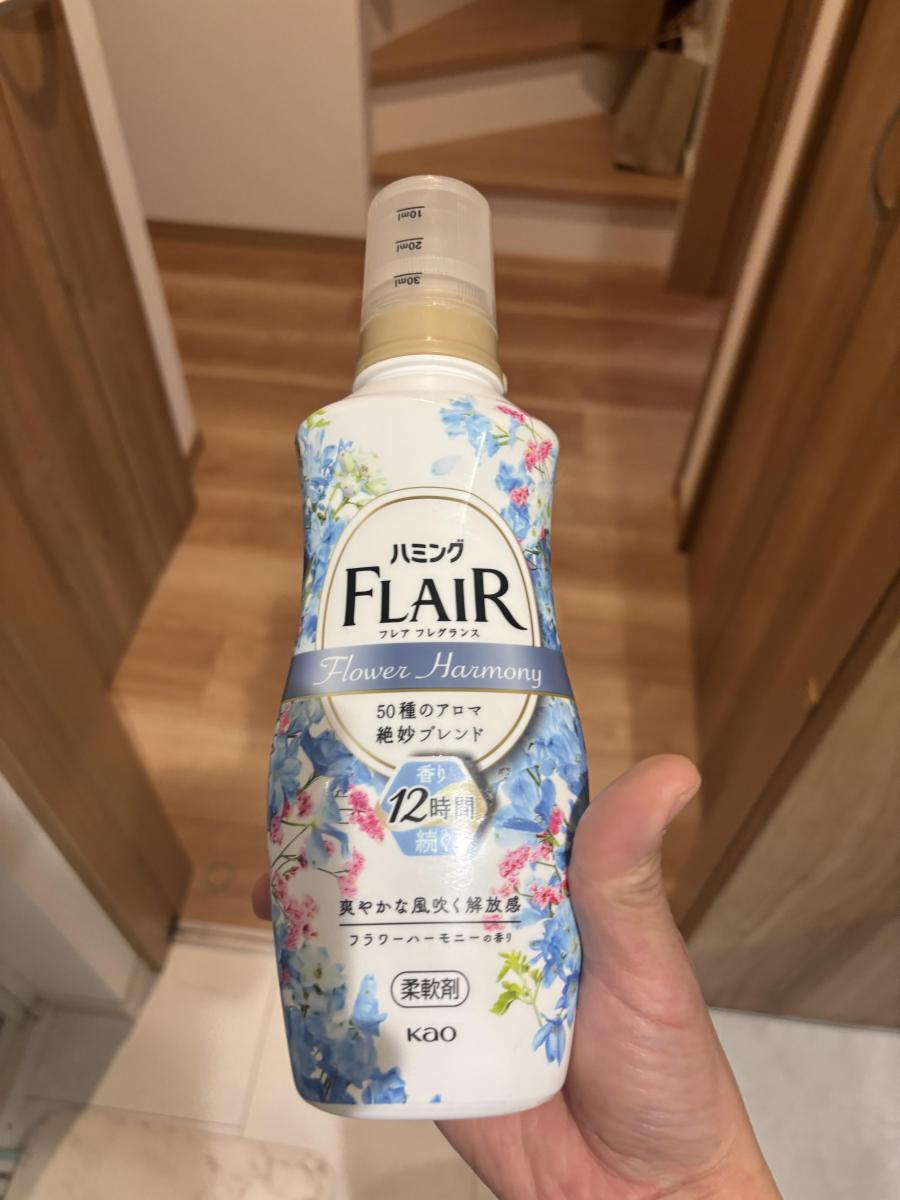 10ml
20ml
30ml
ハミング
FLAIR
フレア フレグランス
Flower Harmony
50種のアロマ
絶妙ブレンド
香り
12時間
続く
爽やかな風吹く解放感
フラワーハーモニーの香り
柔軟剤
Kao